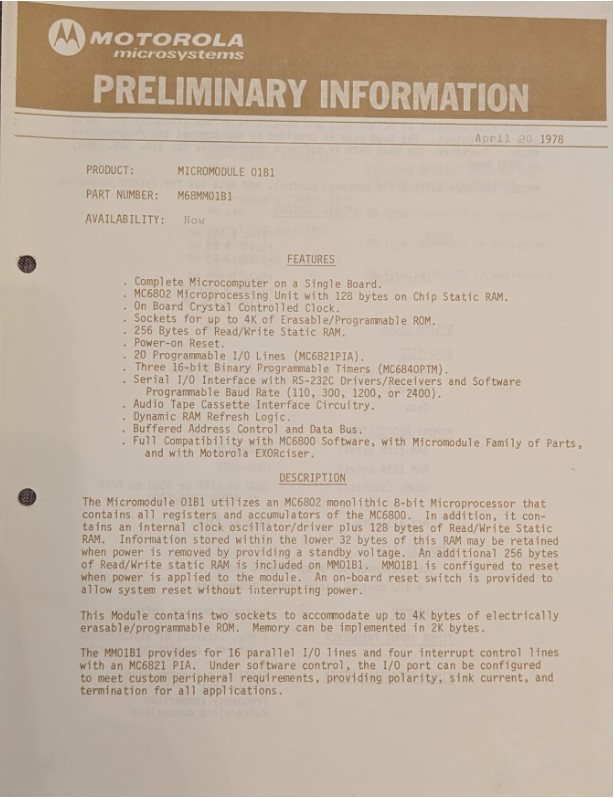 MOTOROLA
microsystems
PRELIMINARY INFORMATION
April 20 1978
PRODUCT: MICROMODULE 01B1
PART NUMBER: M68MM01B1
AVAILABILITY: Now
FEATURES
. Complete Microcomputer on a Single Board.
. MC6802 Microprocessing Unit with 128 bytes on Chip Static RAM.
. On Board Crystal Controlled Clock.
. Sockets for up to 4K of Erasable/Programmable ROM.
. 256 Bytes of Read/Write Static RAM.
. Power-on Reset.
. 20 Programmable I/O Lines (MC6821PIA).
. Three 16-bit Binary Programmable Timers (MC6840PTM).
. Serial I/O Interface with RS-232C Drivers/Receivers and Software
Programmable Baud Rate (110, 300, 1200, or 2400).
. Audio Tape Cassette Interface Circuitry.
. Dynamic RAM Refresh Logic.
. Buffered Address Control and Data Bus.
. Full Compatibility with MC6800 Software, with Micromodule Family of Parts,
and with Motorola EXORciser.
DESCRIPTION
The Micromodule 01B1 utilizes an MC6802 monolithic 8-bit Microprocessor that
contains all registers and accumulators of the MC6800. In addition, it con-
tains an internal clock oscillator/driver plus 128 bytes of Read/Write Static
RAM. Information stored within the lower 32 bytes of this RAM may be retained
when power is removed by providing a standby voltage. An additional 256 bytes
of Read/Write static RAM is included on MM01B1. MM01B1 is configured to reset
when power is applied to the module. An on-board reset switch is provided to
allow system reset without interrupting power.
This Module contains two sockets to accommodate up to 4K bytes of electrically
erasable/programmable ROM. Memory can be implemented in 2K bytes.
The MM01B1 provides for 16 parallel I/O lines and four interrupt control lines
with an MC6821 PIA. Under software control, the I/O port can be configured
to meet custom peripheral requirements, providing polarity, sink current, and
termination for all applications.